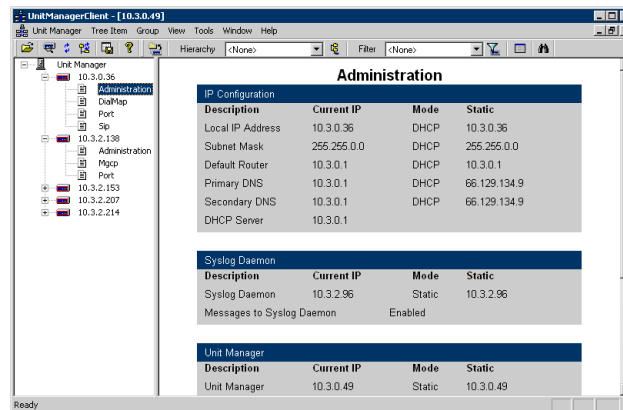 UnitManagerClient - [10.3.0.49]
Unit Manager Tree Item Group View Tools Window Help
Hierarchy <None> Filter <None>
Unit Manager
10.3.0.36
Administration
DialMap
Port
Sip
10.3.2.138
Administration
Mgcp
Port
10.3.2.153
10.3.2.207
10.3.2.214
Administration
IP Configuration
Description Current IP Mode Static
Local IP Address 10.3.0.36 DHCP 10.3.0.36
Subnet Mask 255.255.0.0 DHCP 255.255.0.0
Default Router 10.3.0.1 DHCP 10.3.0.1
Primary DNS 10.3.0.1 DHCP 66.129.134.9
Secondary DNS 10.3.0.1 DHCP 66.129.134.9
DHCP Server 10.3.0.1
Syslog Daemon
Description Current IP Mode Static
Syslog Daemon 10.3.2.96 Static 10.3.2.96
Messages to Syslog Daemon Enabled
Unit Manager
Description Current IP Mode Static
Unit Manager 10.3.0.49 Static 10.3.0.49
Ready